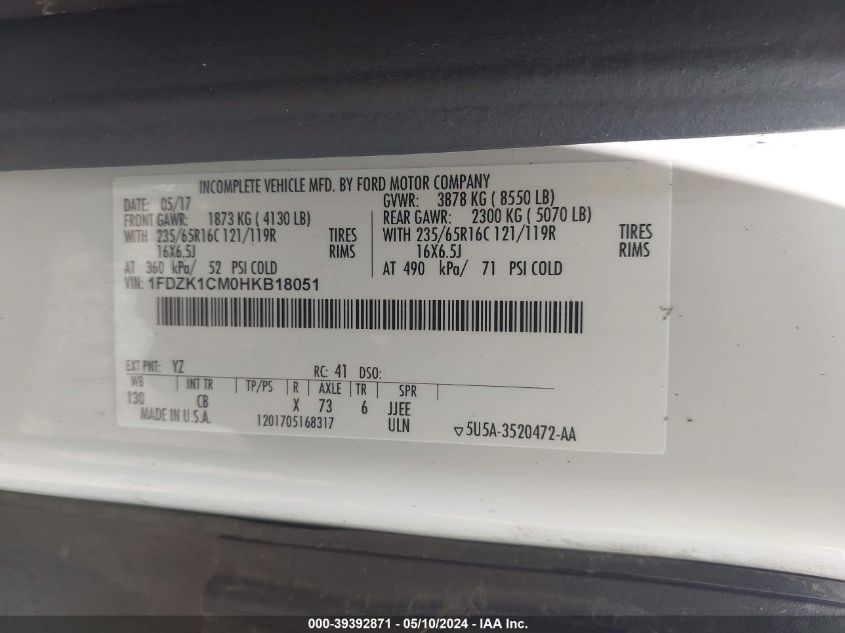 INCOMPLETE VEHICLE MFD. BY FORD MOTOR COMPANY
DATE: 05/17 GVWR: 3878 KG ( 8550 LB)
FRONT GAWR: 1873 KG ( 4130 LB) REAR GAWR: 2300 KG ( 5070 LB)
WITH 235/65R16C 121/119R TIRES WITH 235/65R16C 121/119R TIRES
16X6.5J RIMS 16X6.5J RIMS
AT 360 kPa/ 52 PSI COLD AT 490 kPa/ 71 PSI COLD
VIN: 1FDZK1CM0HKB18051
EXT PNT: YZ RC: 41 DSO:
WB INT TR TP/PS R AXLE TR SPR
130 CB X 73 6 JJEE
MADE IN U.S.A. 1201705168317 ULN ▽5U5A-3520472-AA
000-39392871 - 05/10/2024 - IAAI.com